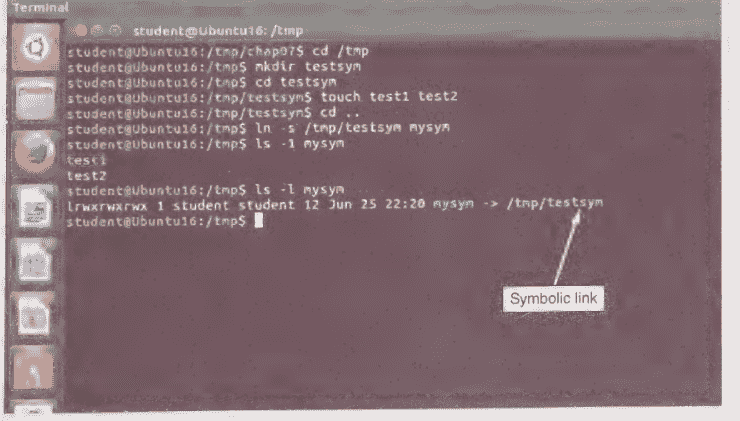 Terminal
student@Ubuntu16: /tmp
student@Ubuntu16:/tmp/chap07$ cd /tmp
student@Ubuntu16:/tmp$ mkdir testsym
student@Ubuntu16:/tmp$ cd testsym
student@Ubuntu16:/tmp/testsym$ touch test1 test2
student@Ubuntu16:/tmp/testsym$ cd ..
student@Ubuntu16:/tmp$ ln -s /tmp/testsym mysym
student@Ubuntu16:/tmp$ ls -1 mysym
test1
test2
student@Ubuntu16:/tmp$ ls -l mysym
lrwxrwxrwx 1 student student 12 Jun 25 22:20 mysym -> /tmp/testsym
student@Ubuntu16:/tmp$
Symbolic link